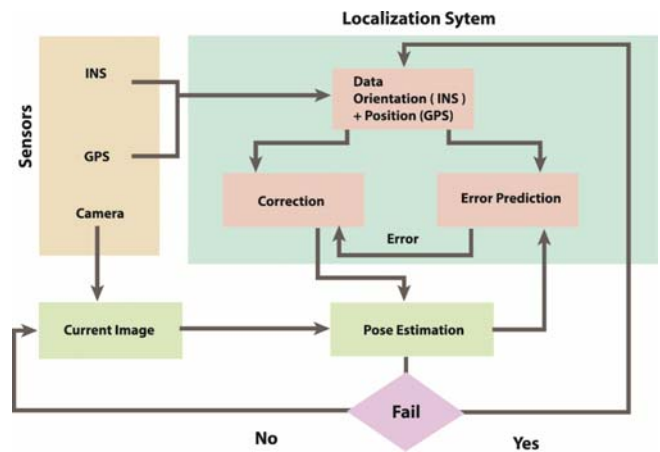 Localization Sytem
Sensors
INS
GPS
Camera
Data
Orientation ( INS )
+ Position (GPS)
Correction
Error Prediction
Error
Current Image
Pose Estimation
Fail
No
Yes